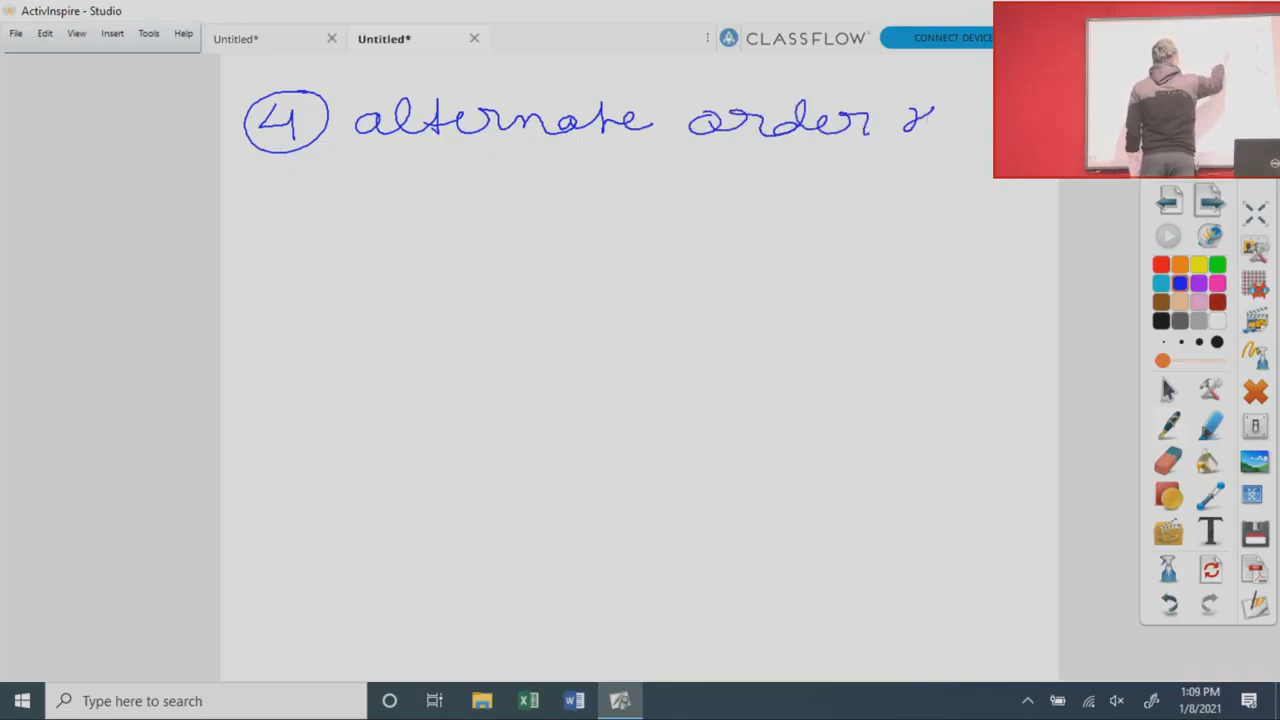 ActivInspire - Studio
File Edit View Insert Tools Help
Untitled* Untitled* CLASSFLOW CONNECT DEVICE
4 alternate order
T
Type here to search
1:09 PM
1/8/2021